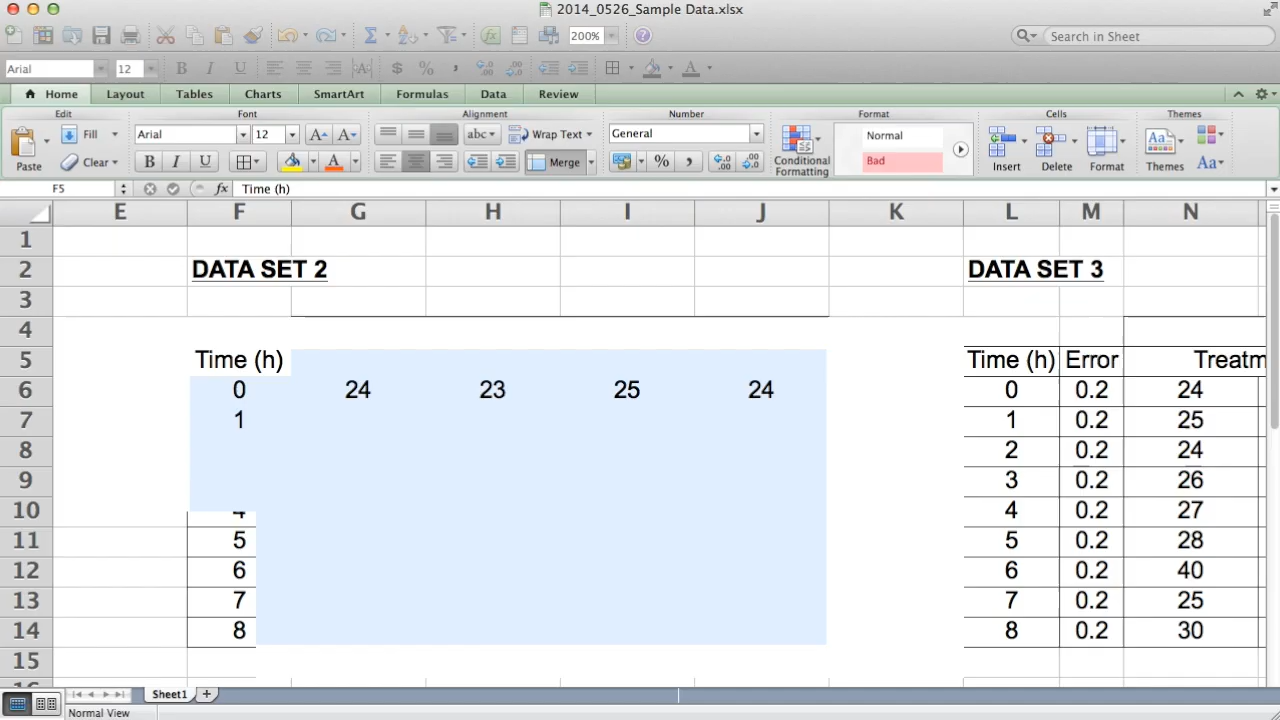 2014_0526_Sample Data.xlsx
200%
Search in Sheet
Arial 12
Home Layout Tables Charts SmartArt Formulas Data Review
Edit Font Alignment Number Format Cells Themes
Fill Arial 12 abc Wrap Text General Normal
Paste Clear Merge Conditional Formatting Bad Insert Delete Format Themes Aa
F5 fx Time (h)
E F G H I J K L M N
1
2 DATA SET 2 DATA SET 3
3
4
5 Time (h) Time (h) Error Treatm
6 0 24 23 25 24 0 0.2 24
7 1 1 0.2 25
8 2 0.2 24
9 3 0.2 26
10 4 4 0.2 27
11 5 5 0.2 28
12 6 6 0.2 40
13 7 7 0.2 25
14 8 8 0.2 30
15
Sheet1
Normal View